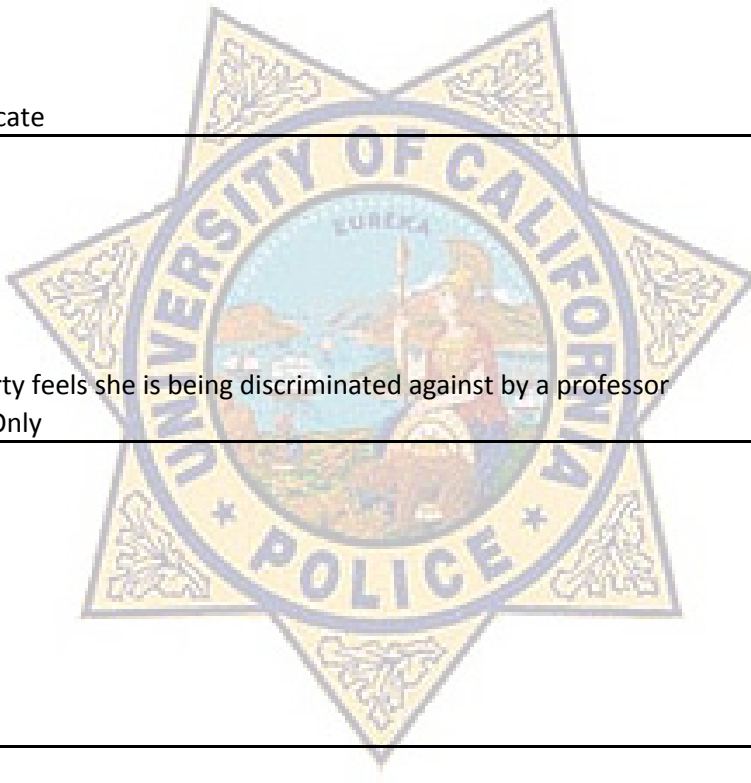 cate
UNIVERSITY OF CALIFORNIA
EUREKA
rty feels she is being discriminated against by a professor
Only
POLICE